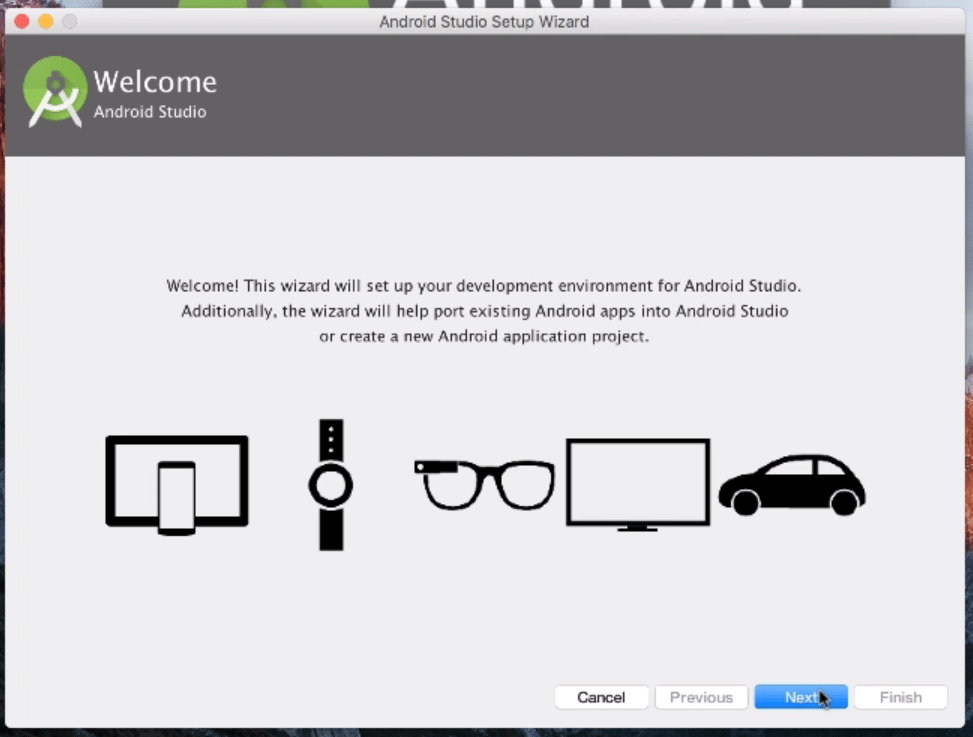 Android Studio Setup Wizard
Welcome
Android Studio
Welcome! This wizard will set up your development environment for Android Studio.
Additionally, the wizard will help port existing Android apps into Android Studio
or create a new Android application project.
Cancel
Previous
Next
Finish